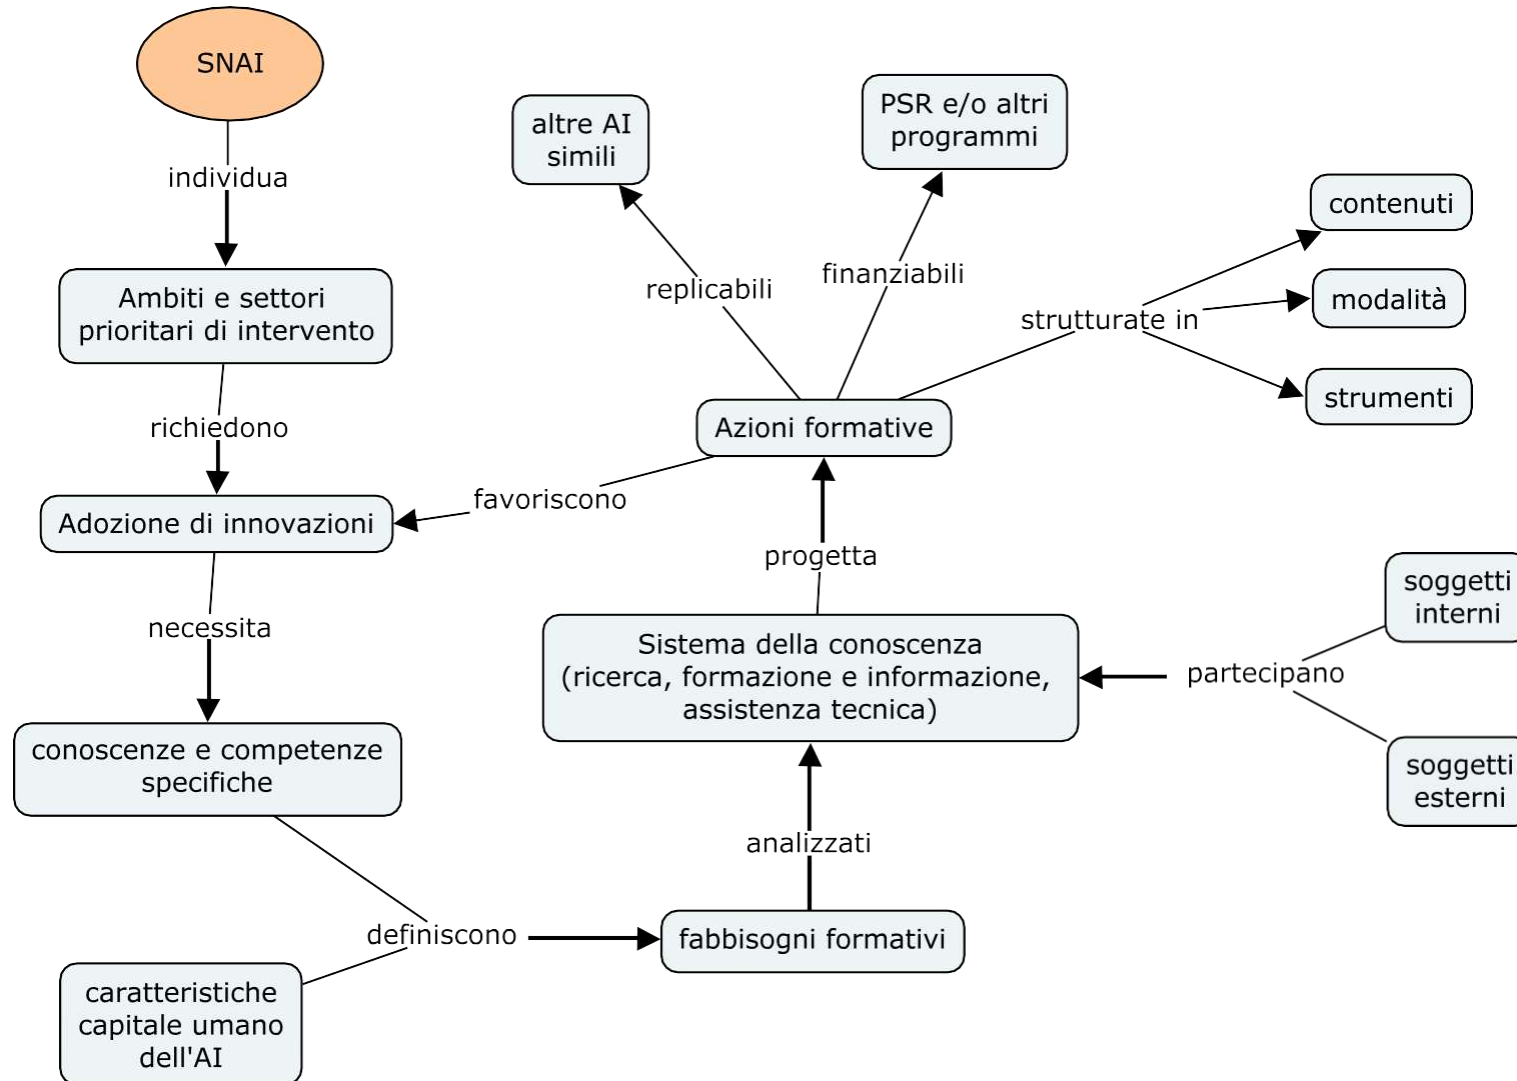 SNAI
individua
Ambiti e settori
prioritari di intervento
richiedono
Adozione di innovazioni
necessita
conoscenze e competenze
specifiche
caratteristiche
capitale umano
dell'AI
definiscono
fabbisogni formativi
analizzati
Sistema della conoscenza
(ricerca, formazione e informazione,
assistenza tecnica)
partecipano
soggetti
interni
soggetti
esterni
progetta
Azioni formative
favoriscono
replicabili
altre AI
simili
finanziabili
PSR e/o altri
programmi
strutturate in
contenuti
modalità
strumenti